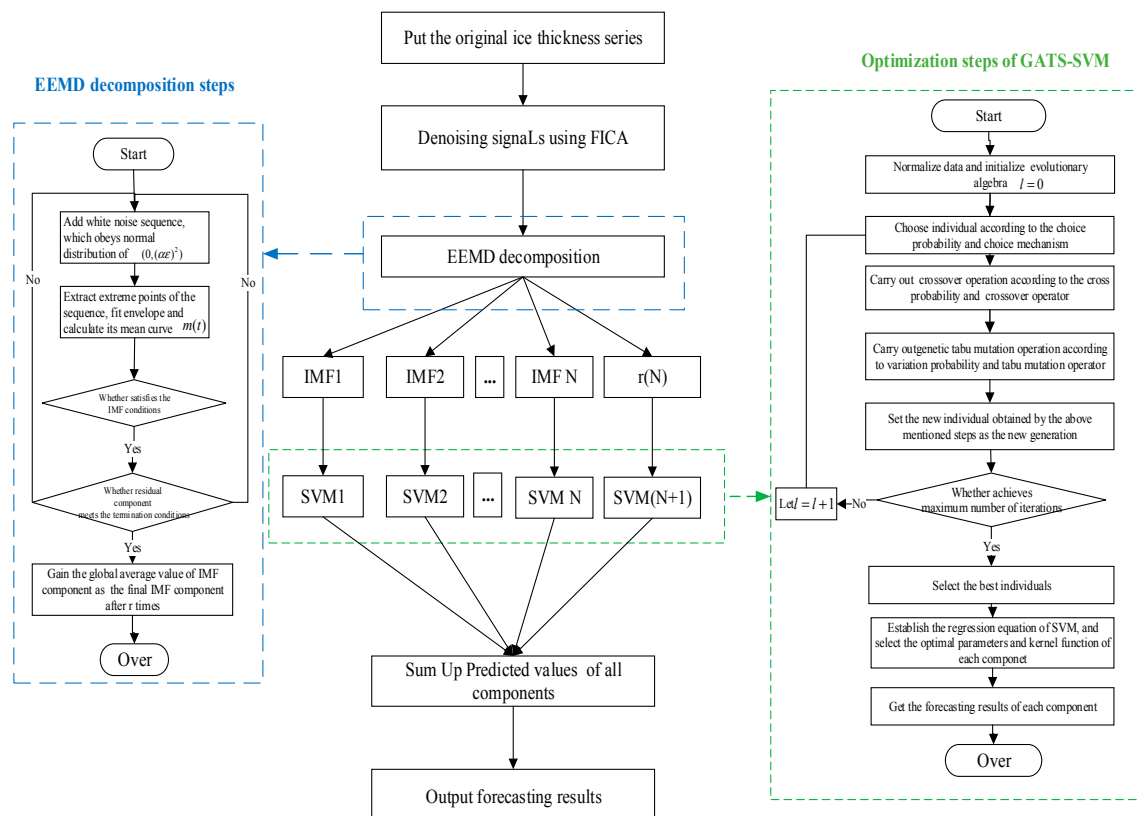 Put the original ice thickness series
Denoising signaLs using FICA
EEMD decomposition
IMF1
IMF2
...
IMF N
r(N)
SVM1
SVM2
...
SVM N
SVM(N+1)
Sum Up Predicted values of all
components
Output forecasting results
EEMD decomposition steps
Start
Add white noise sequence,
which obeys normal
distribution of (0,(αε)²)
No
No
Extract extreme points of the
sequence, fit envelope and
calculate its mean curve m(t)
Whether satisfies the
IMF conditions
Yes
Whether residual
component
meets the termination conditions
Yes
Gain the global average value of IMF
component as the final IMF component
after r times
Over
Optimization steps of GATS-SVM
Start
Normalize data and initialize evolutionary
algebra l = 0
Choose individual according to the choice
probability and choice mechanism
Carry out crossover operation according to the cross
probability and crossover operator
Carry outgenetic tabu mutation operation according
to variation probability and tabu mutation operator
Set the new individual obtained by the above
mentioned steps as the new generation
Whether achieves
maximum number of iterations
No
Let l = l + 1
Yes
Select the best individuals
Establish the regression equation of SVM, and
select the optimal parameters and kernel function of
each componet
Get the forecasting results of each component
Over